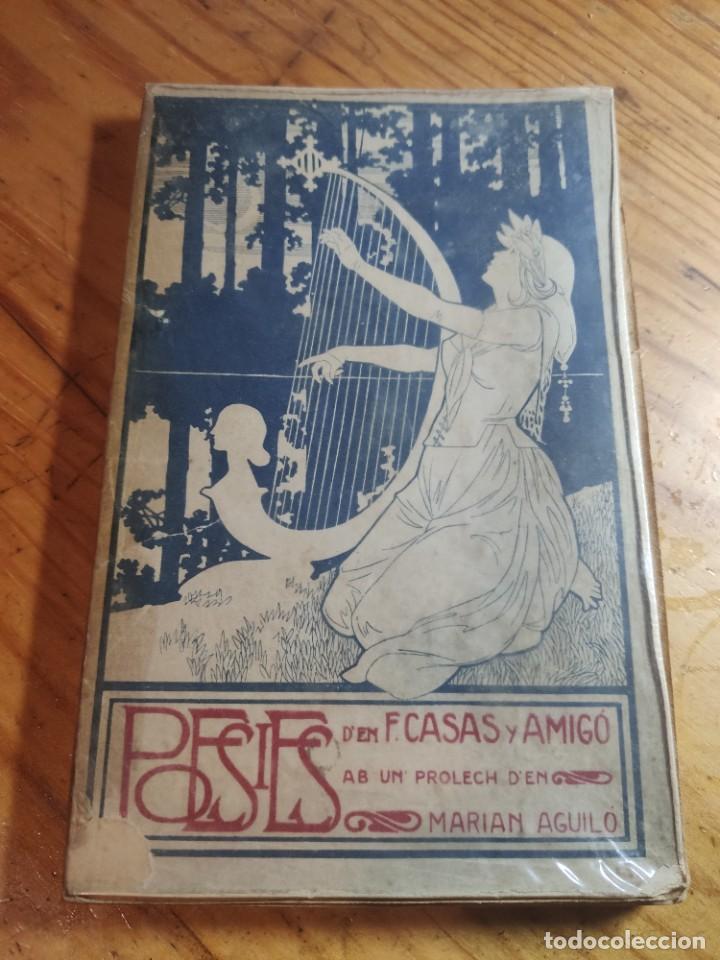 POESIES D'EN F. CASAS Y AMIGÓ
AB UN' PROLECH D'EN
MARIAN AGUILÓ
todocoleccion